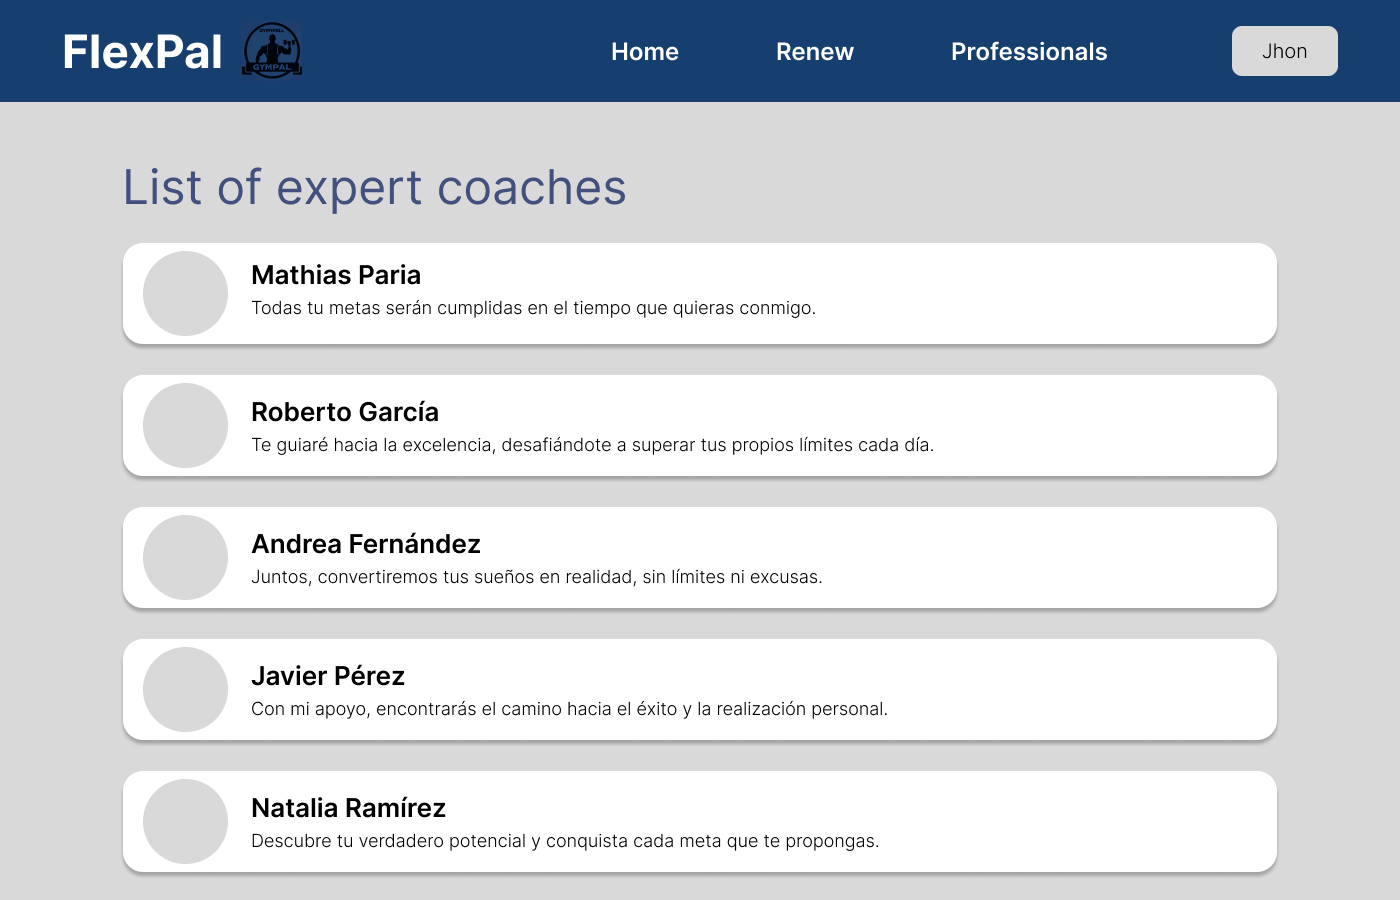 FlexPal
GYMPAL
Home
Renew
Professionals
Jhon
List of expert coaches
Mathias Paria
Todas tu metas serán cumplidas en el tiempo que quieras conmigo.
Roberto García
Te guiaré hacia la excelencia, desafiándote a superar tus propios límites cada día.
Andrea Fernández
Juntos, convertiremos tus sueños en realidad, sin límites ni excusas.
Javier Pérez
Con mi apoyo, encontrarás el camino hacia el éxito y la realización personal.
Natalia Ramírez
Descubre tu verdadero potencial y conquista cada meta que te propongas.